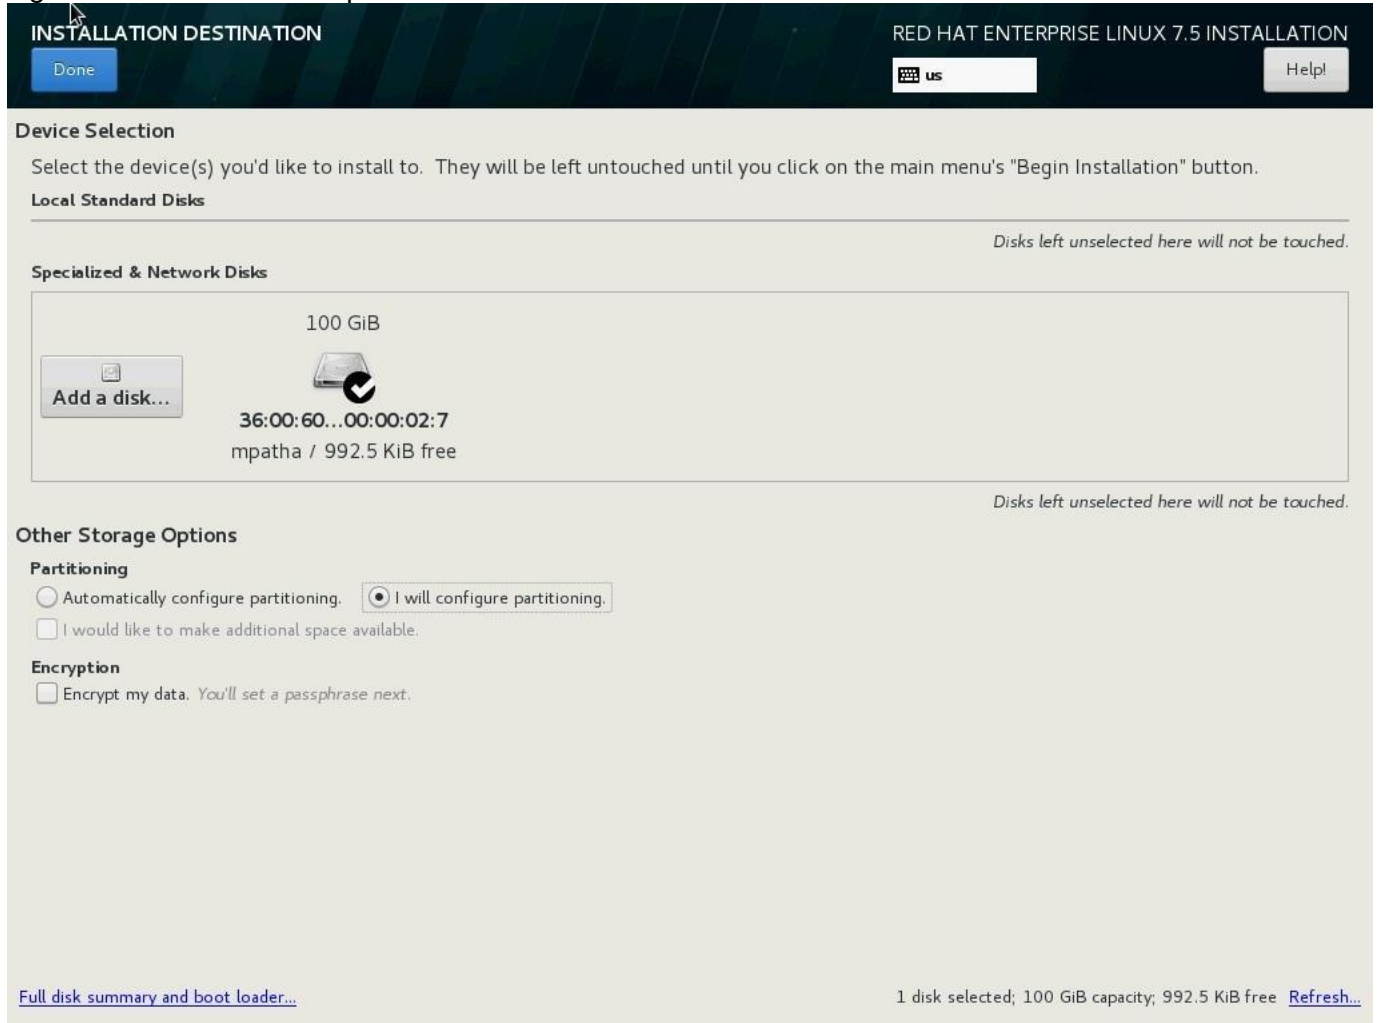 INSTALLATION DESTINATION
RED HAT ENTERPRISE LINUX 7.5 INSTALLATION
Done
us
Help!
Device Selection
Select the device(s) you'd like to install to. They will be left untouched until you click on the main menu's "Begin Installation" button.
Local Standard Disks
Disks left unselected here will not be touched.
Specialized & Network Disks
100 GiB
Add a disk...
36:00:60...00:00:02:7
mpatha / 992.5 KiB free
Disks left unselected here will not be touched.
Other Storage Options
Partitioning
Automatically configure partitioning. I will configure partitioning.
I would like to make additional space available.
Encryption
Encrypt my data. You'll set a passphrase next.
Full disk summary and boot loader...
1 disk selected; 100 GiB capacity; 992.5 KiB free Refresh...